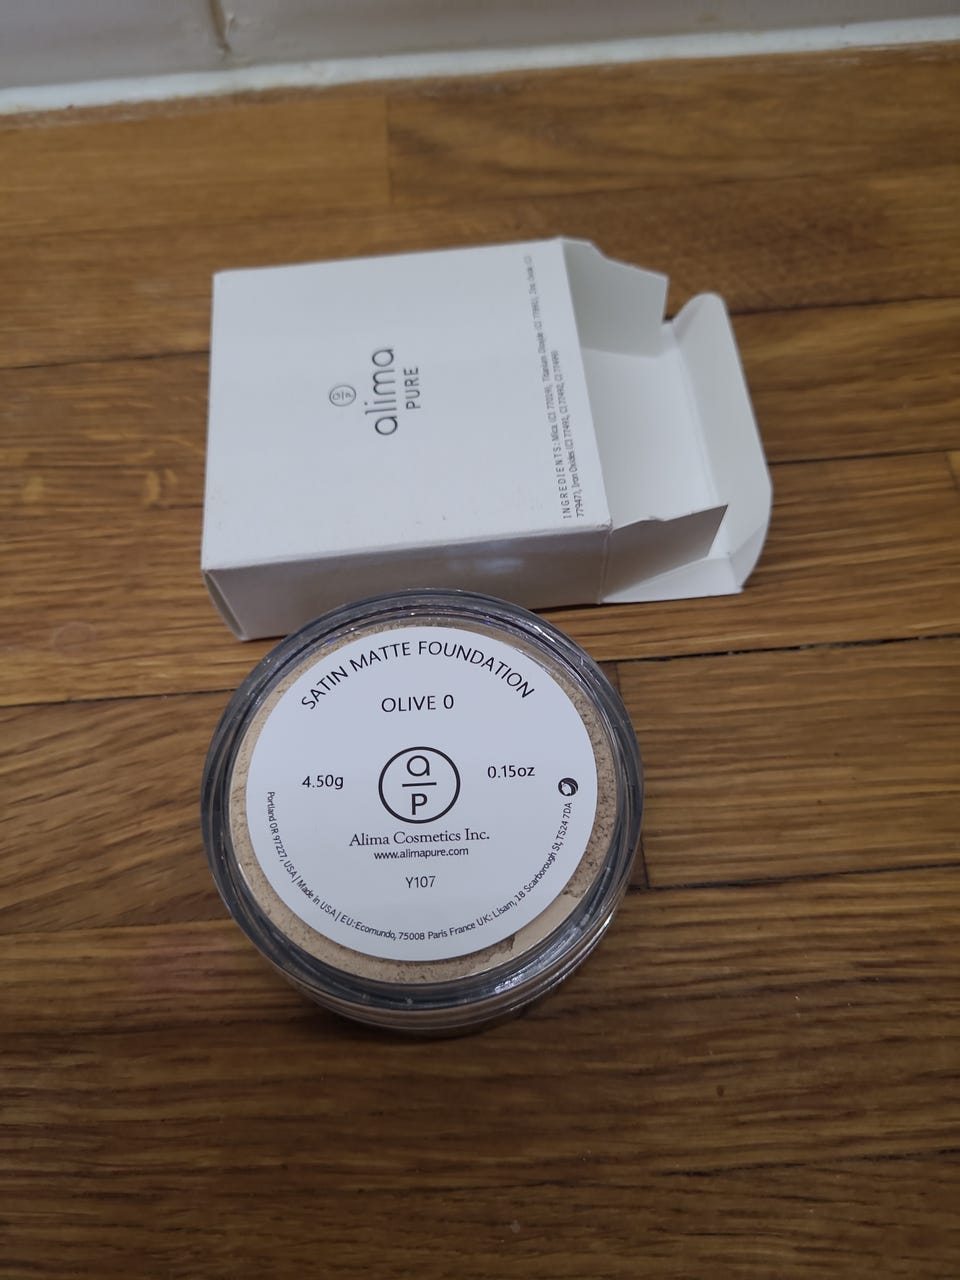 a
P
alima
PURE
INGREDIENTS: Mica (CI 77019), Titanium Dioxide (CI 77891), Zinc Oxide (CI
77947), Iron Oxides (CI 77491, CI 77492, CI 77499)
SATIN MATTE FOUNDATION
OLIVE 0
4.50g
0.15oz
a
P
Alima Cosmetics Inc.
www.alimapure.com
Y107
Portland OR 97227, USA | Made in USA | EU:Ecomundo, 75008 Paris France UK: Lisam, 18 Scarborough St, TS24 7DA